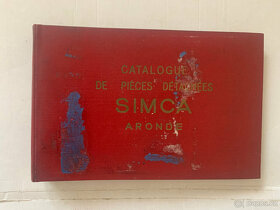 CATALOGUE
DE PIÈCES DÉTACHÉES
SIMCA
ARONDE